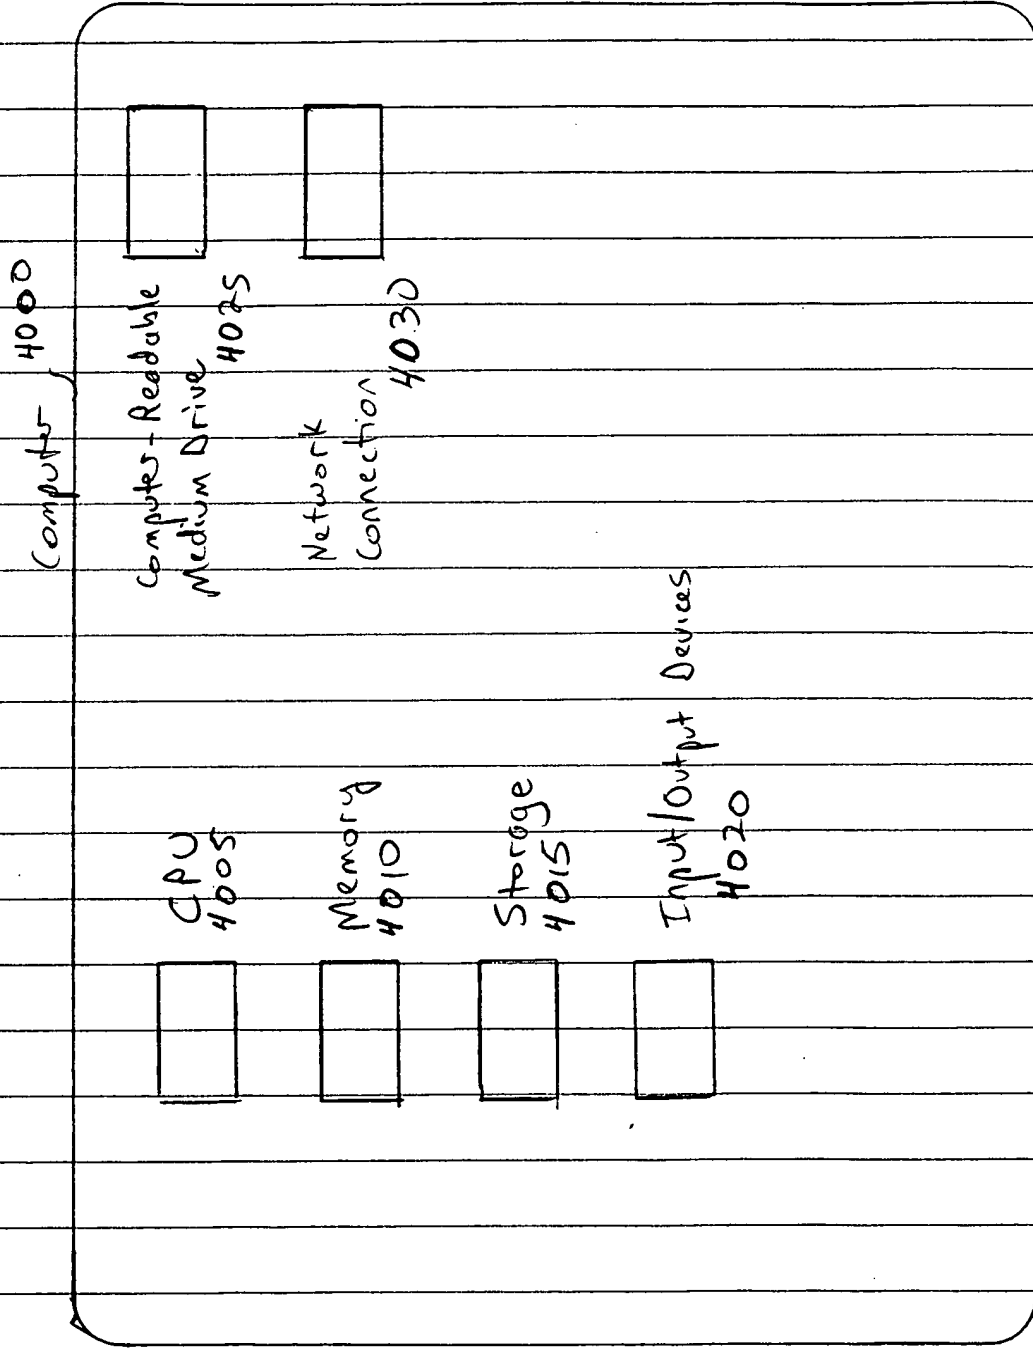 Computer 4000
CPU
4005
Memory
4010
Storage
4015
Input/Output Devices
4020
Computer-Readable
Medium Drive
4025
Network
Connection
4030